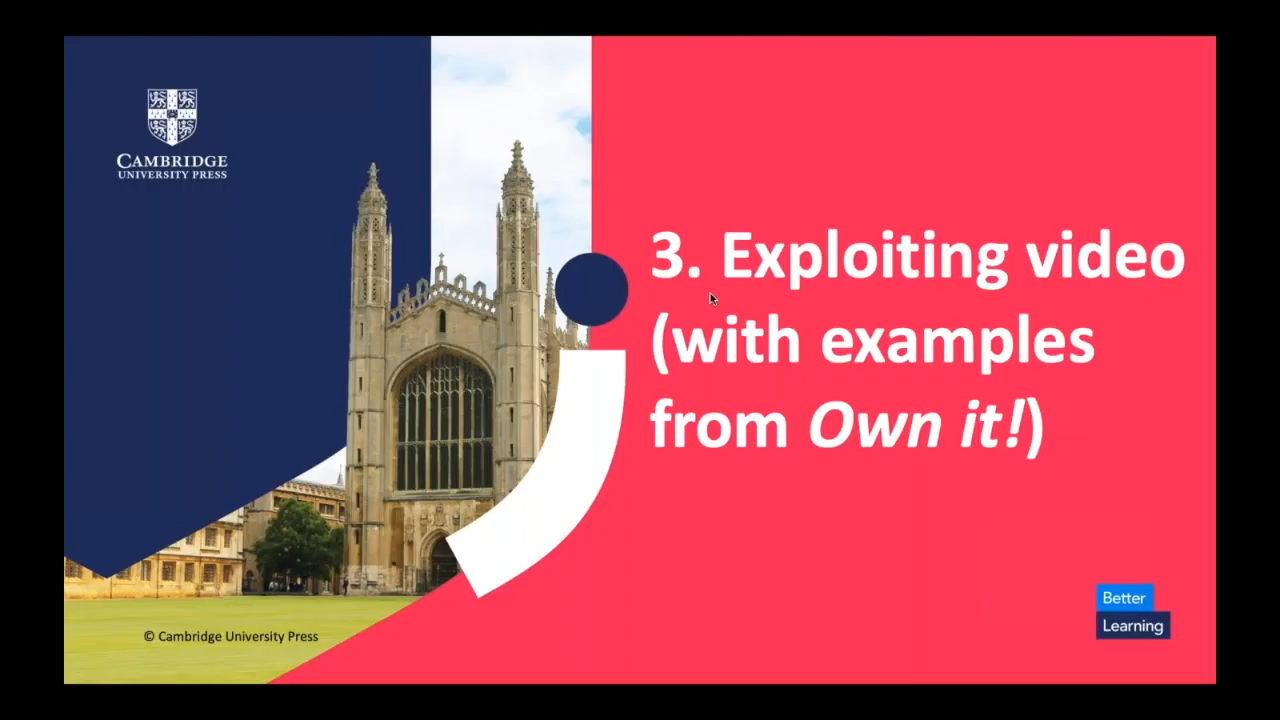 CAMBRIDGE
UNIVERSITY PRESS
3. Exploiting video
(with examples
from Own it!)
Better
Learning
© Cambridge University Press